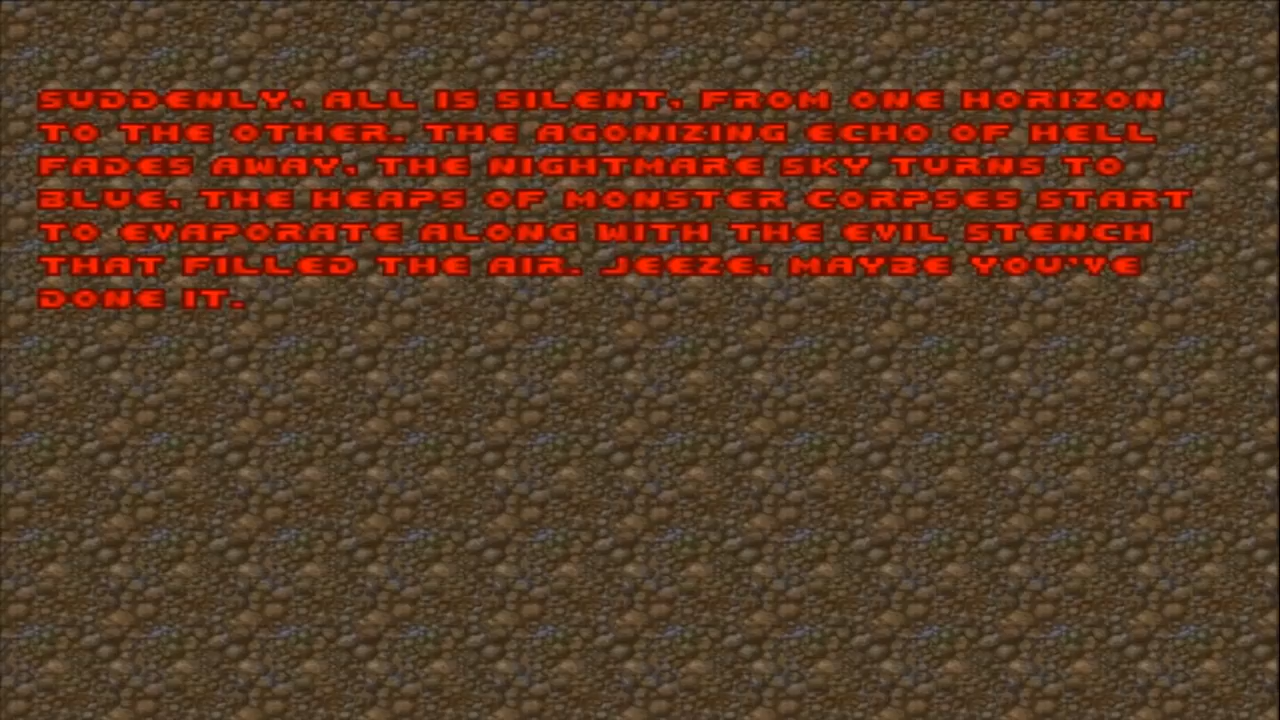 SUDDENLY, ALL IS SILENT, FROM ONE HORIZON
TO THE OTHER. THE AGONIZING ECHO OF HELL
FADES AWAY, THE NIGHTMARE SKY TURNS TO
BLUE, THE HEAPS OF MONSTER CORPSES START
TO EVAPORATE ALONG WITH THE EVIL STENCH
THAT FILLED THE AIR. JEEZE, MAYBE YOU'VE
DONE IT.